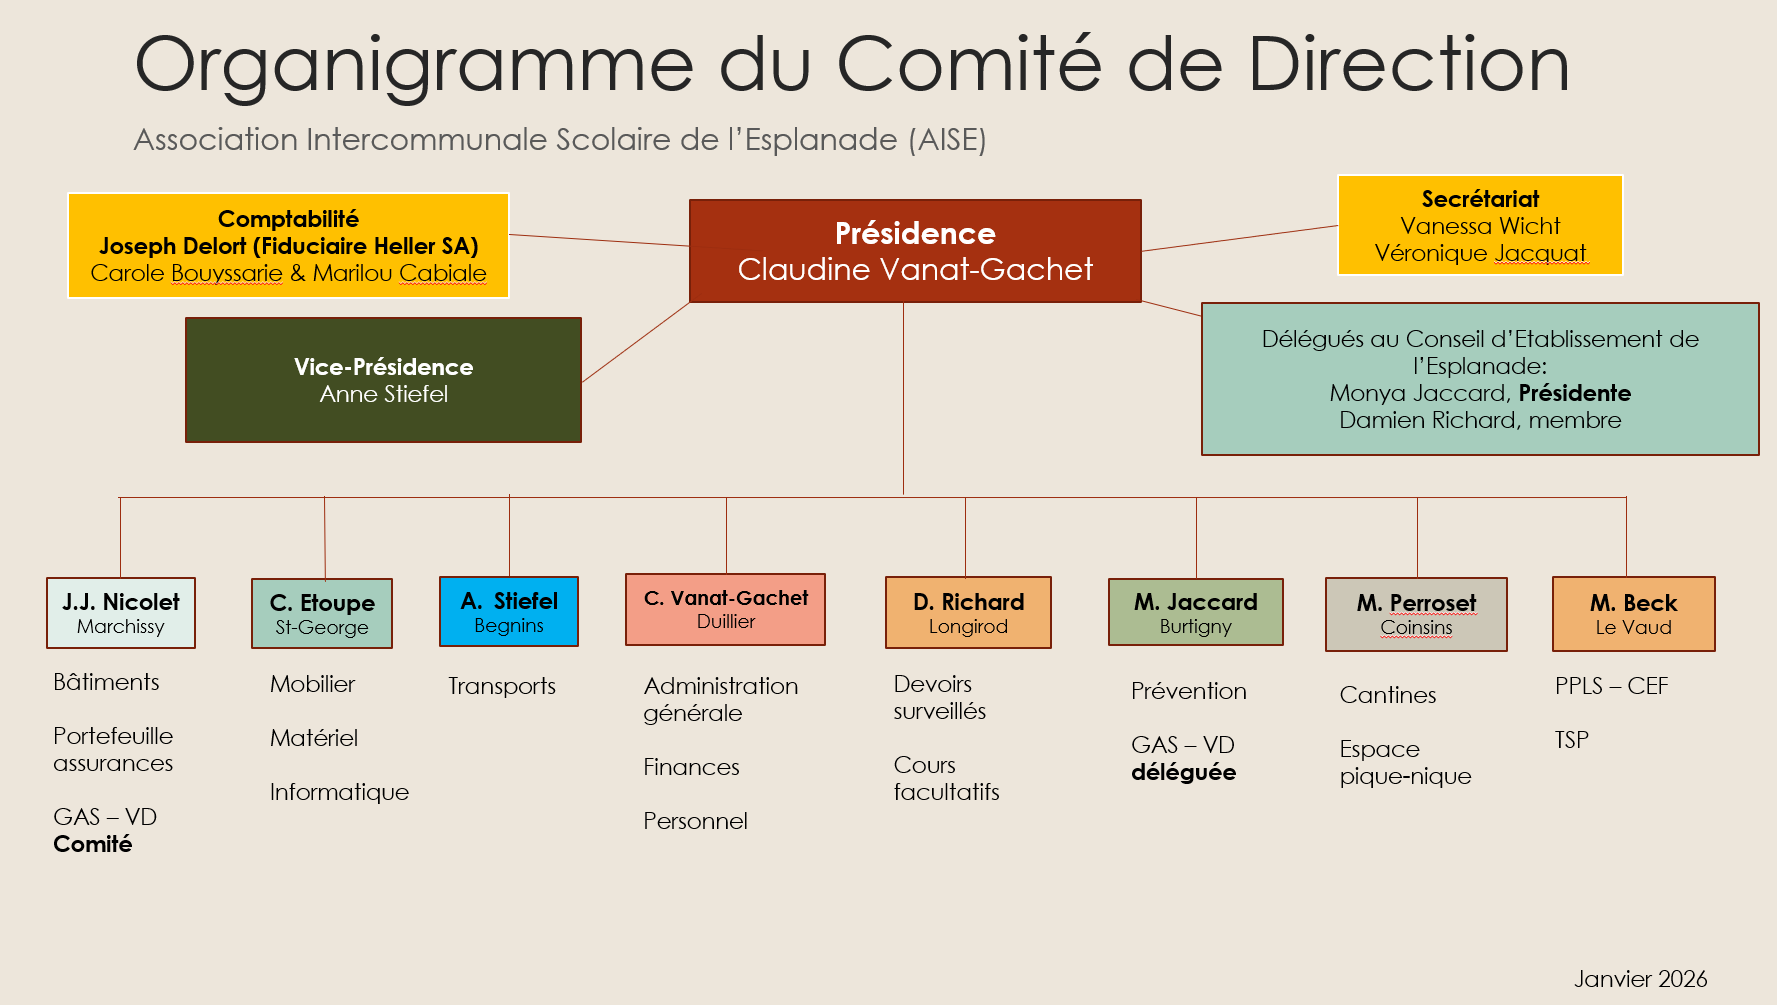 Organigramme du Comité de Direction
Association Intercommunale Scolaire de l’Esplanade (AISE)
Comptabilité
Joseph Delort (Fiduciaire Heller SA)
Carole Bouyssarie & Marilou Cabiale
Présidence
Claudine Vanat-Gachet
Secrétariat
Vanessa Wicht
Véronique Jacquat
Vice-Présidence
Anne Stiefel
Délégués au Conseil d’Etablissement de
l’Esplanade:
Monya Jaccard, Présidente
Damien Richard, membre
J.J. Nicolet
Marchissy
Bâtiments
Portefeuille
assurances
GAS – VD
Comité
C. Etoupe
St-George
Mobilier
Matériel
Informatique
A. Stiefel
Begnins
Transports
C. Vanat-Gachet
Duillier
Administration
générale
Finances
Personnel
D. Richard
Longirod
Devoirs
surveillés
Cours
facultatifs
M. Jaccard
Burtigny
Prévention
GAS – VD
déléguée
M. Perroset
Coinsins
Cantines
Espace
pique-nique
M. Beck
Le Vaud
PPLS – CEF
TSP
Janvier 2026